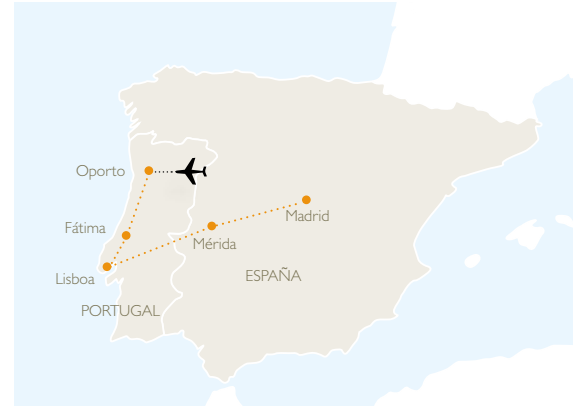 Oporto
Madrid
Fátima
Mérida
Lisboa
ESPAÑA
PORTUGAL